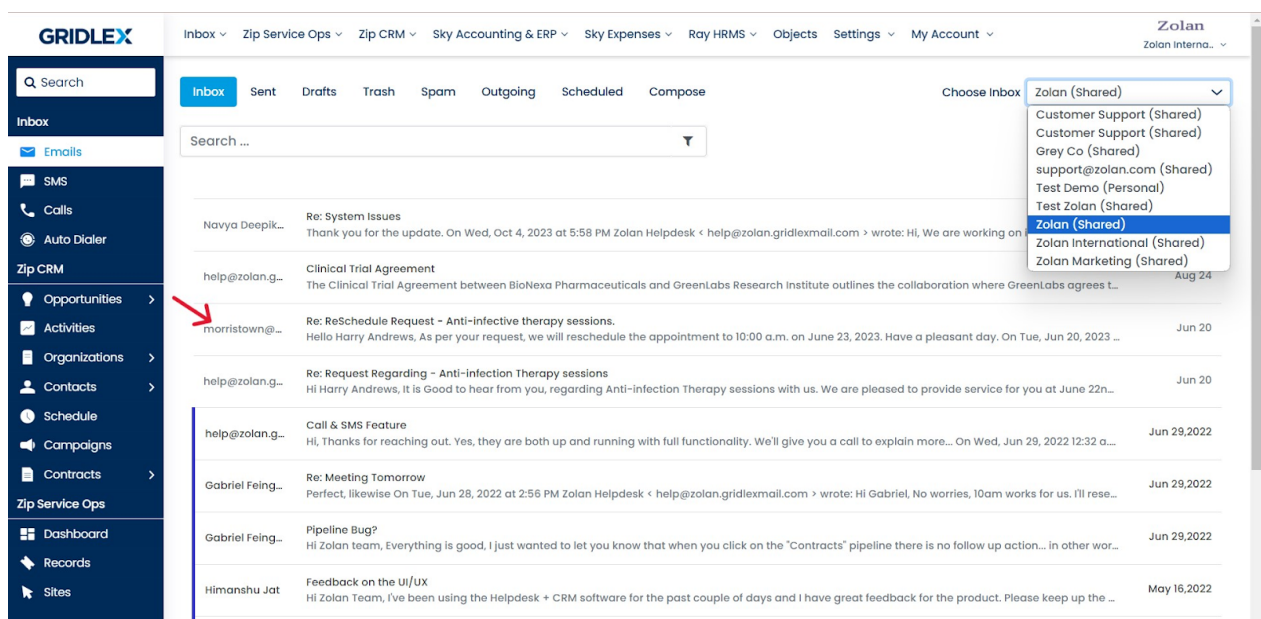 GRIDLEX
Inbox Zip Service Ops Zip CRM Sky Accounting & ERP Sky Expenses Ray HRMS Objects Settings My Account
Zolan
Zolan Interna..
Search
Inbox
Emails
SMS
Calls
Auto Dialer
Zip CRM
Opportunities
Activities
Organizations
Contacts
Schedule
Campaigns
Contracts
Zip Service Ops
Dashboard
Records
Sites
Inbox Sent Drafts Trash Spam Outgoing Scheduled Compose
Choose Inbox Zolan (Shared)
Customer Support (Shared)
Customer Support (Shared)
Grey Co (Shared)
support@zolan.com (Shared)
Test Demo (Personal)
Test Zolan (Shared)
Zolan (Shared)
Zolan International (Shared)
Zolan Marketing (Shared)
Search ...
Navya Deepik...
Re: System Issues
Thank you for the update. On Wed, Oct 4, 2023 at 5:58 PM Zolan Helpdesk < help@zolan.gridlexmail.com > wrote: Hi, We are working on
help@zolan.g...
Clinical Trial Agreement
The Clinical Trial Agreement between BioNexa Pharmaceuticals and GreenLabs Research Institute outlines the collaboration where GreenLabs agrees t...
Aug 24
morristown@...
Re: ReSchedule Request - Anti-infective therapy sessions.
Hello Harry Andrews, As per your request, we will reschedule the appointment to 10:00 a.m. on June 23, 2023. Have a pleasant day. On Tue, Jun 20, 2023 ...
Jun 20
help@zolan.g...
Re: Request Regarding - Anti-infection Therapy sessions
Hi Harry Andrews, It is Good to hear from you, regarding Anti-infection Therapy sessions with us. We are pleased to provide service for you at June 22n...
Jun 20
help@zolan.g...
Call & SMS Feature
Hi, Thanks for reaching out. Yes, they are both up and running with full functionality. We'll give you a call to explain more... On Wed, Jun 29, 2022 12:32 a....
Jun 29,2022
Gabriel Feing...
Re: Meeting Tomorrow
Perfect, likewise On Tue, Jun 28, 2022 at 2:56 PM Zolan Helpdesk < help@zolan.gridlexmail.com > wrote: Hi Gabriel, No worries, 10am works for us. I'll rese...
Jun 29,2022
Gabriel Feing...
Pipeline Bug?
Hi Zolan team, Everything is good, I just wanted to let you know that when you click on the "Contracts" pipeline there is no follow up action... in other wor...
Jun 29,2022
Himanshu Jat
Feedback on the UI/UX
Hi Zolan Team, I've been using the Helpdesk + CRM software for the past couple of days and I have great feedback for the product. Please keep up the ...
May 16,2022